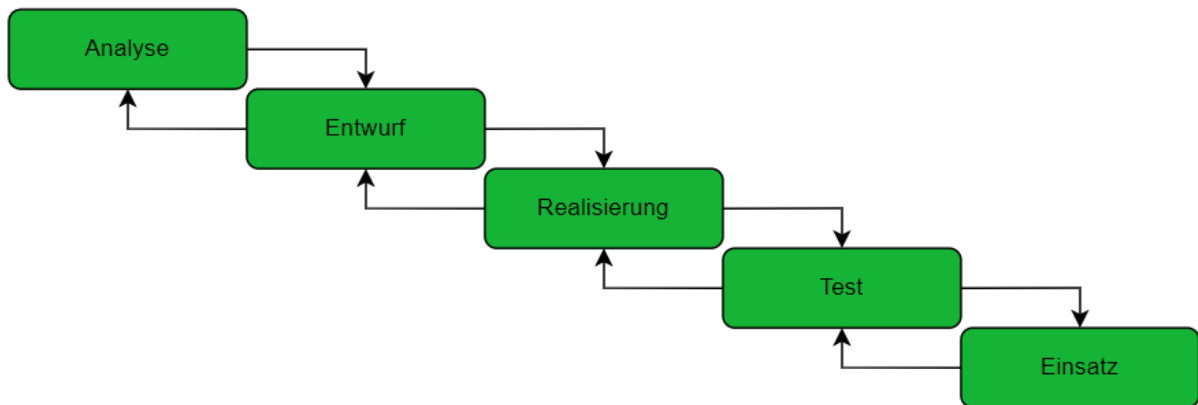 Analyse
Entwurf
Realisierung
Test
Einsatz